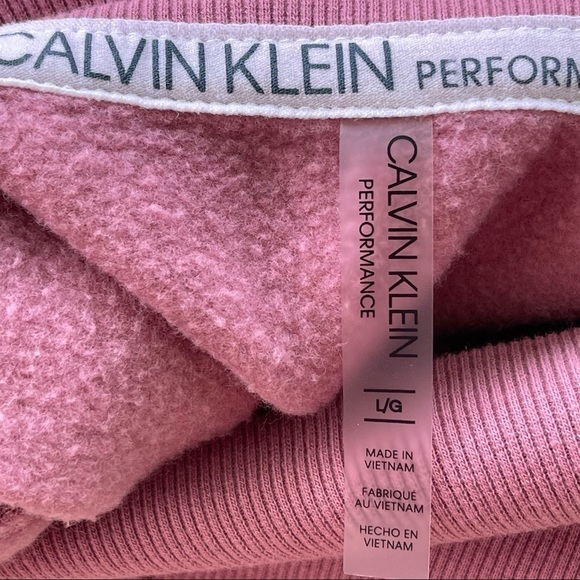 CALVIN KLEIN PERFORM
CALVIN KLEIN
PERFORMANCE
L/G
MADE IN
VIETNAM
FABRIQUÉ
AU VIETNAM
HECHO EN
VIETNAM